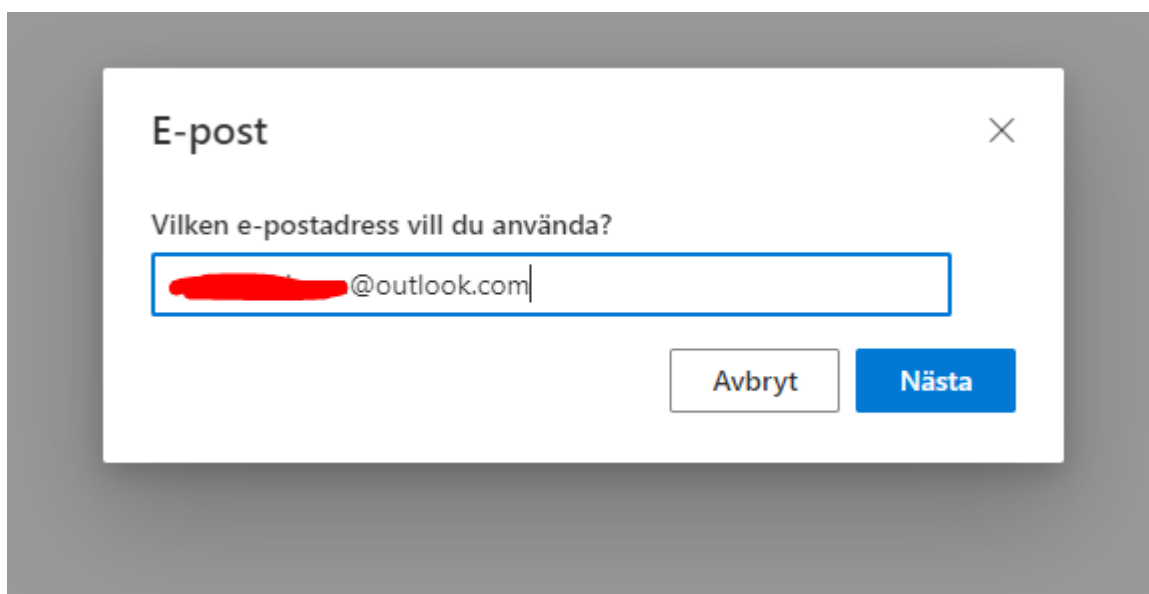 E-post
Vilken e-postadress vill du använda?
@outlook.com
Avbryt
Nästa